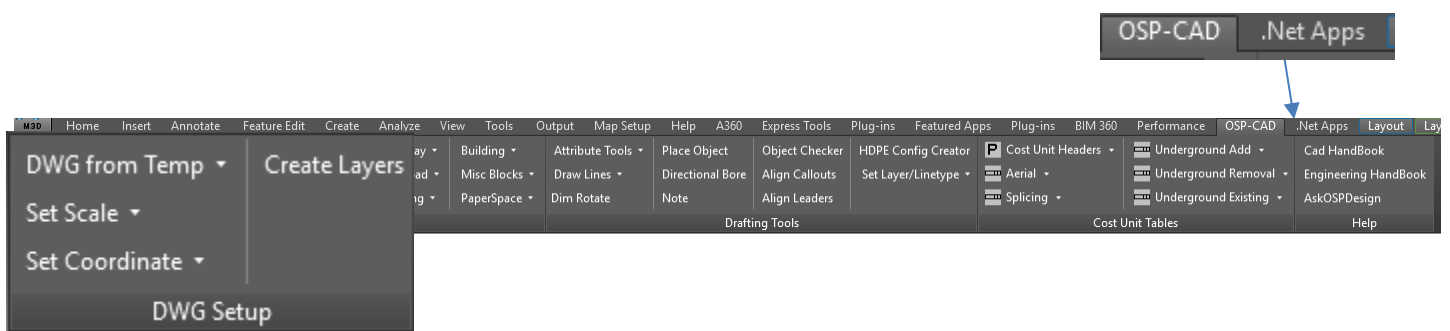 OSP-CAD .Net Apps
M3D Home Insert Annotate Feature Edit Create Analyze View Tools Output Map Setup Help A360 Express Tools Plug-ins Featured Apps Plug-ins BIM 360 Performance OSP-CAD .Net Apps Layout Lay
DWG from Temp Create Layers
Set Scale
Set Coordinate
DWG Setup
ay Building Attribute Tools Place Object Object Checker HDPE Config Creator P Cost Unit Headers Underground Add Cad HandBook
ad Misc Blocks Draw Lines Directional Bore Align Callouts Set Layer/Linetype Aerial Underground Removal Engineering HandBook
ng PaperSpace Dim Rotate Note Align Leaders Splicing Underground Existing AskOSPDesign
Drafting Tools Cost Unit Tables Help